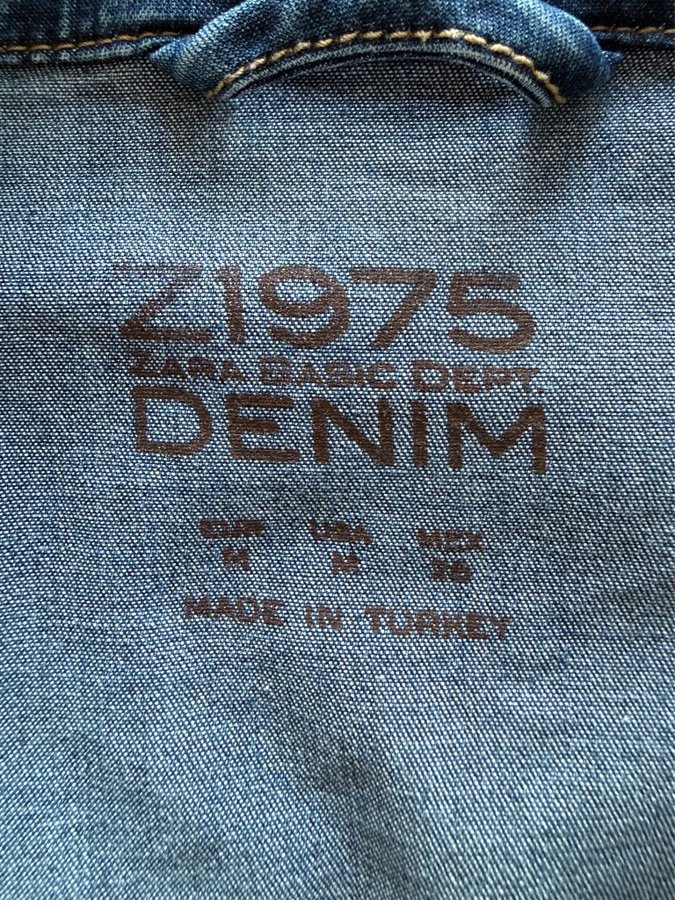 Z1975
ZARA BASIC DEPT.
DENIM
EUR USA MEX
M M 28
MADE IN TURKEY